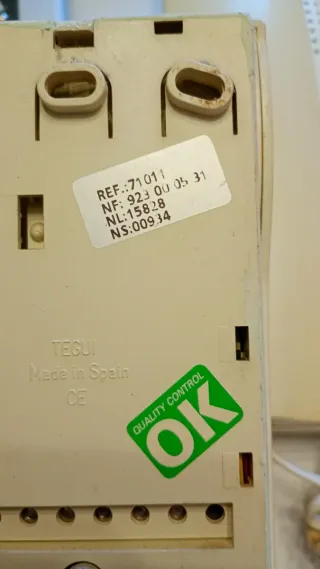 REF.:71011
NF: 923 00 05 31
NL:15828
NS:00934
TEGUI
Made in Spain
CE
QUALITY CONTROL
OK